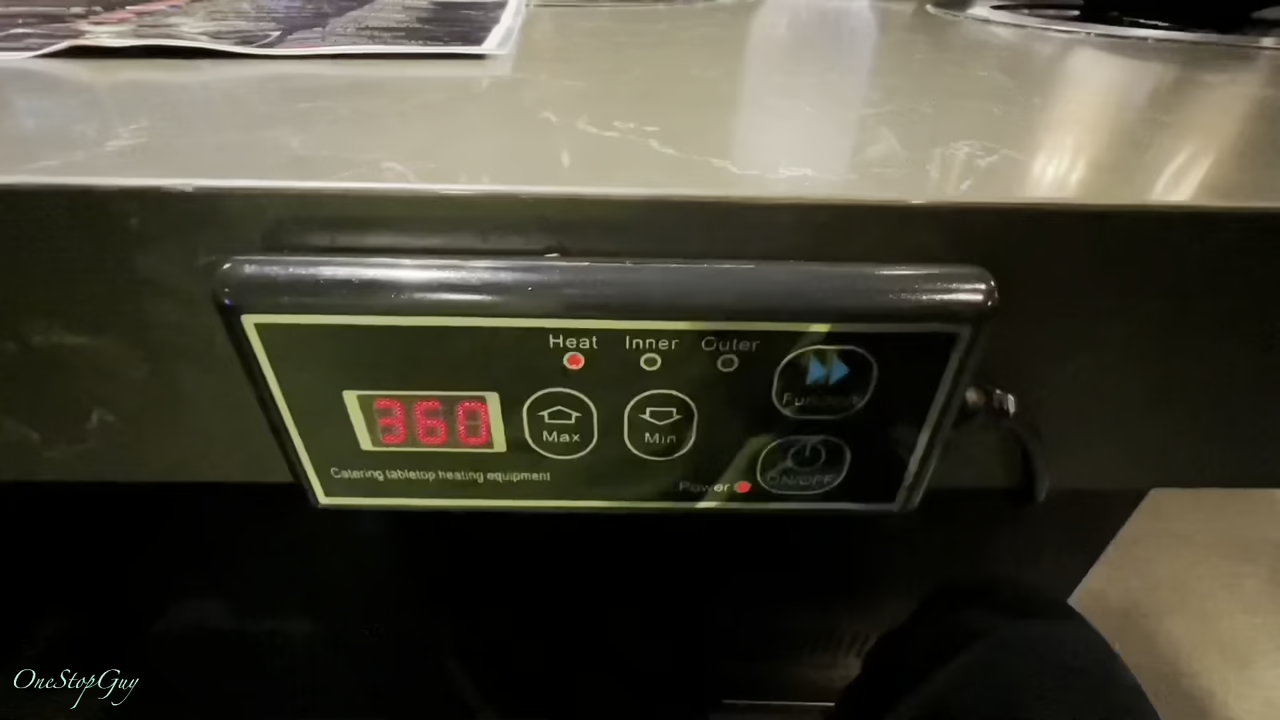 Heat Inner Outer
360
Max
Min
Function
Catering tabletop heating equipment
Power
ON/OFF
OneStopGuy